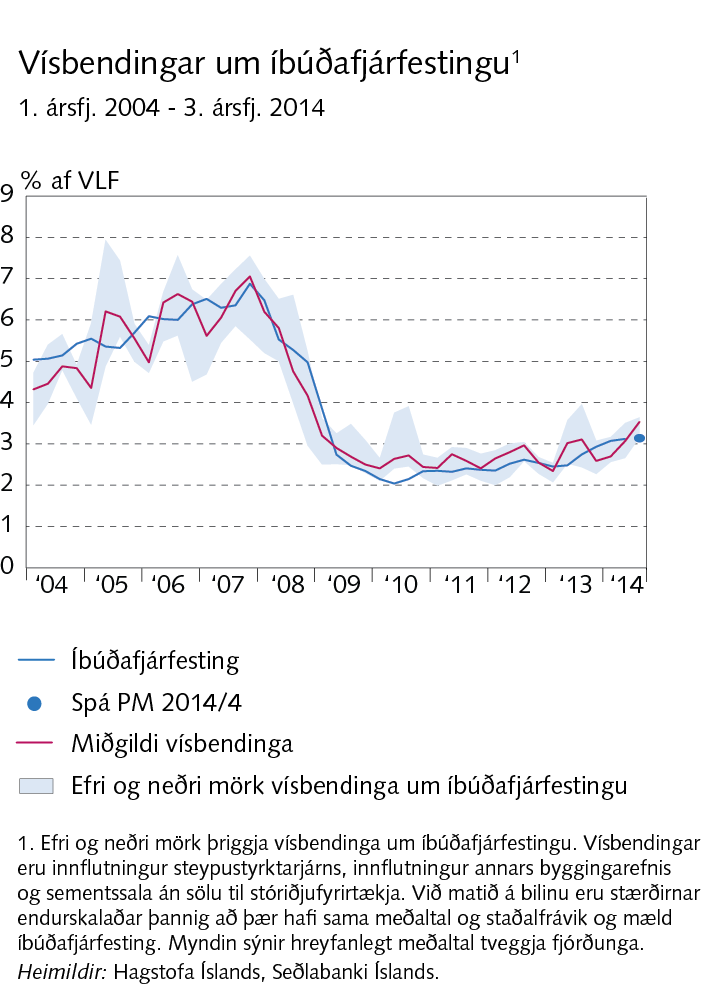 Vísbendingar um íbúðafjárfestingu¹
1. ársfj. 2004 - 3. ársfj. 2014
% af VLF
9
8
7
6
5
4
3
2
1
0
‘04 ‘05 ‘06 ‘07 ‘08 ‘09 ‘10 ‘11 ‘12 ‘13 ‘14
Íbúðafjárfesting
Spá PM 2014/4
Miðgildi vísbendinga
Efri og neðri mörk vísbendinga um íbúðafjárfestingu
1. Efri og neðri mörk þriggja vísbendinga um íbúðafjárfestingu. Vísbendingar
eru innflutningur steypustyrktarjárns, innflutningur annars byggingarefnis
og sementssala án sölu til stóriðjufyrirtækja. Við matið á bilinu eru stærðirnar
endurskalaðar þannig að þær hafi sama meðaltal og staðalfrávik og mæld
íbúðafjárfesting. Myndin sýnir hreyfanlegt meðaltal tveggja fjórðunga.
Heimildir: Hagstofa Íslands, Seðlabanki Íslands.